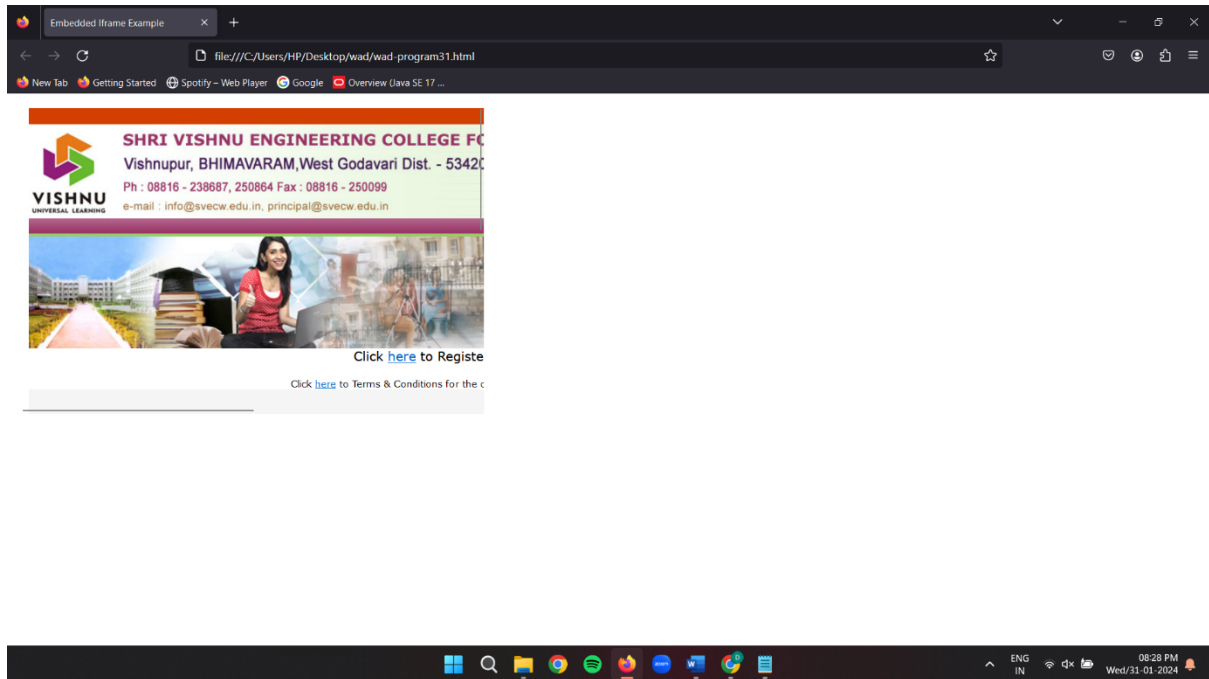 Embedded Iframe Example
file:///C:/Users/HP/Desktop/wad/wad-program31.html
New Tab Getting Started Spotify – Web Player Google Overview (Java SE 17 ...
SHRI VISHNU ENGINEERING COLLEGE FO
Vishnupur, BHIMAVARAM,West Godavari Dist. - 53420
Ph : 08816 - 238687, 250864 Fax : 08816 - 250099
e-mail : info@svecw.edu.in, principal@svecw.edu.in
VISHNU
UNIVERSAL LEARNING
Click here to Registe
Click here to Terms & Conditions for the c
zoom
W
ENG
IN
08:28 PM
Wed/31-01-2024